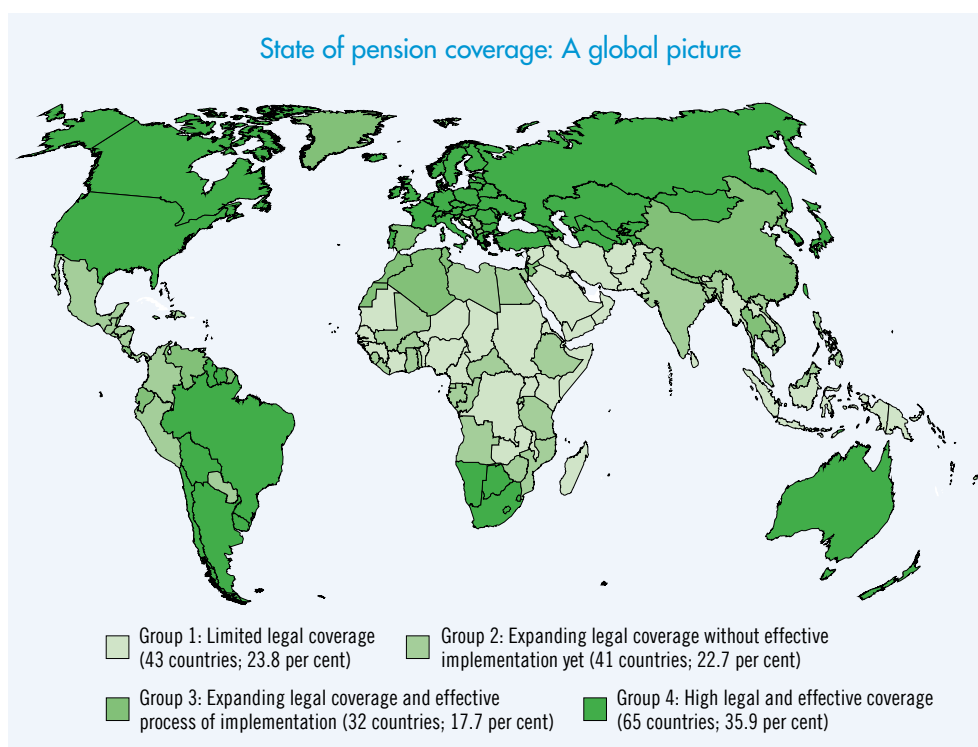 State of pension coverage: A global picture
Group 1: Limited legal coverage
(43 countries; 23.8 per cent)
Group 2: Expanding legal coverage without effective
implementation yet (41 countries; 22.7 per cent)
Group 3: Expanding legal coverage and effective
process of implementation (32 countries; 17.7 per cent)
Group 4: High legal and effective coverage
(65 countries; 35.9 per cent)